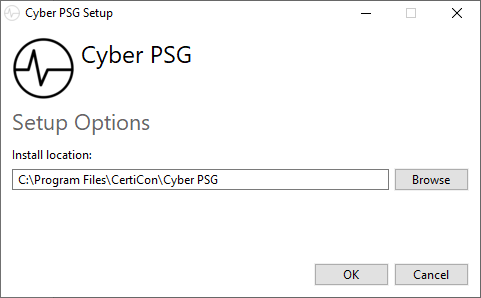 Cyber PSG Setup
Cyber PSG
Setup Options
Install location:
C:\Program Files\CertiCon\Cyber PSG
Browse
OK
Cancel